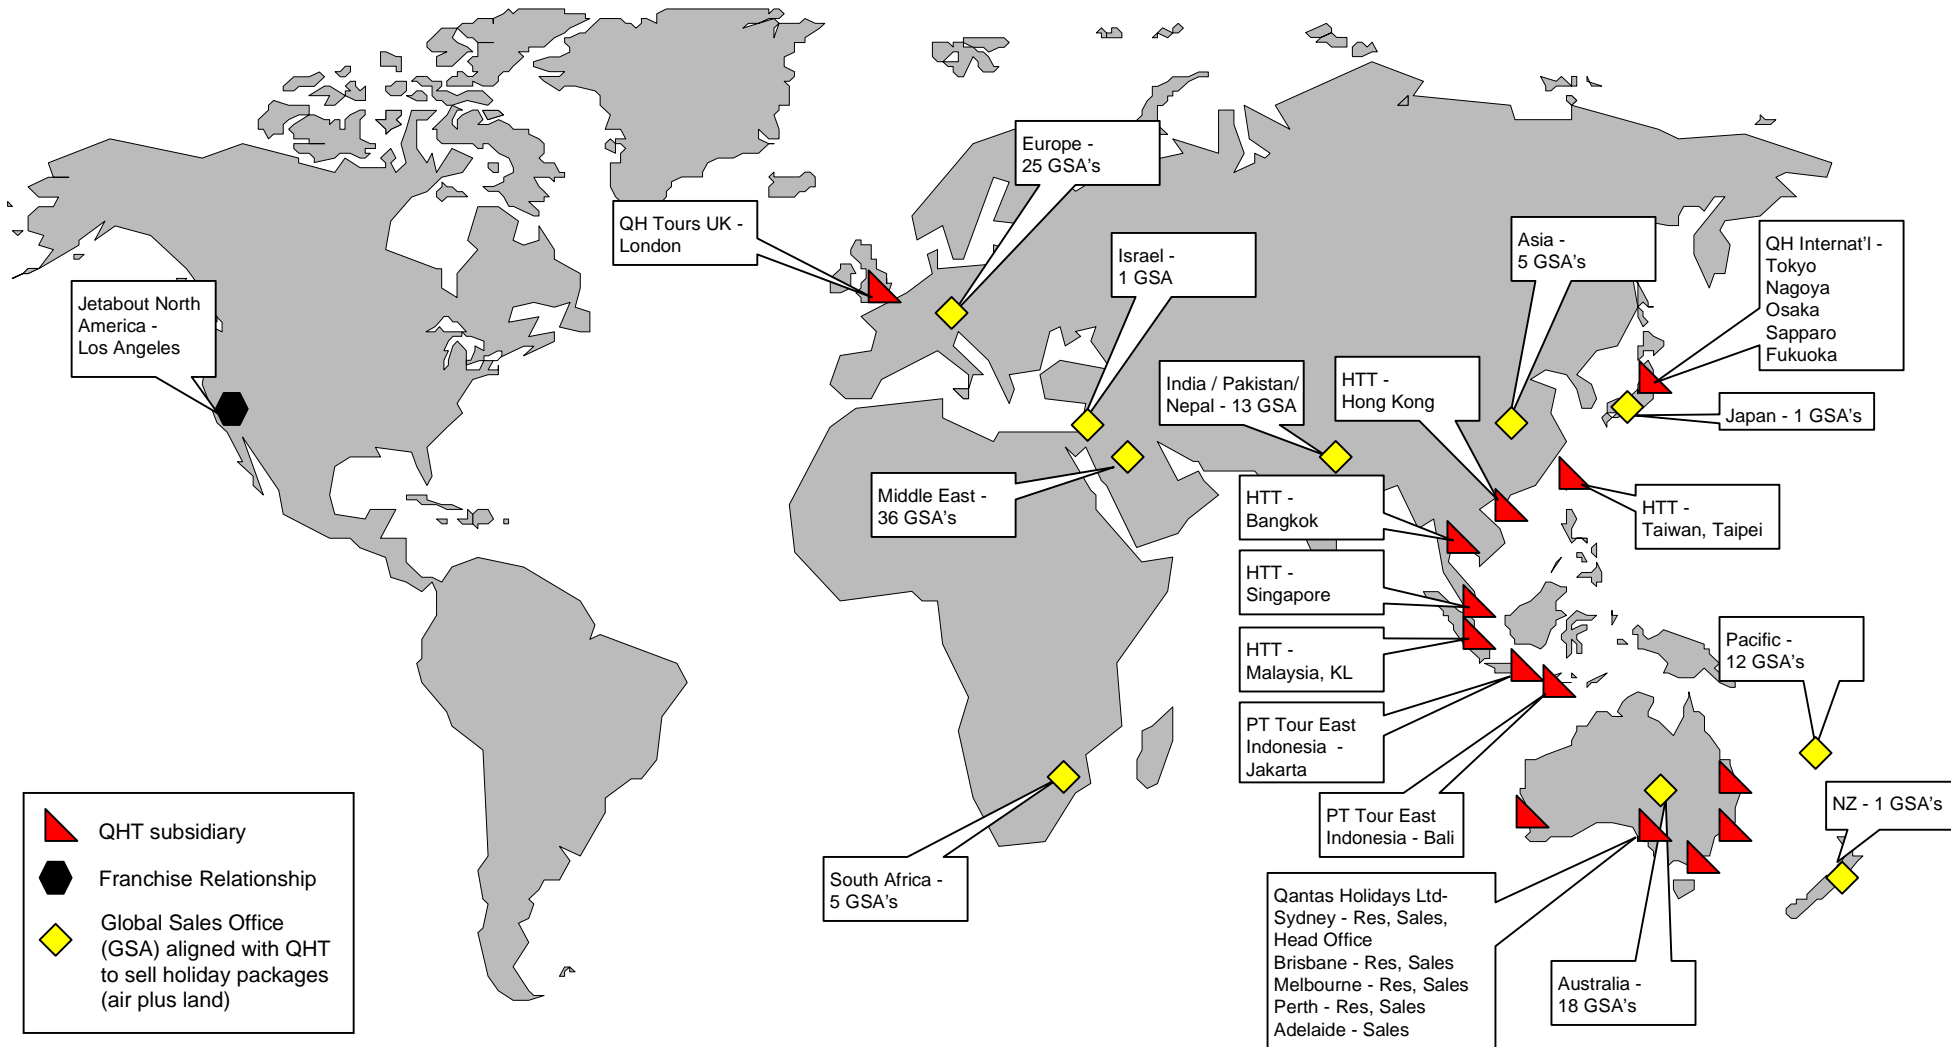 Europe -
25 GSA's
QH Tours UK -
London
Israel -
1 GSA
Asia -
5 GSA's
QH Internat'l -
Tokyo
Nagoya
Osaka
Sapparo
Fukuoka
Jetabout North
America -
Los Angeles
India / Pakistan/
Nepal - 13 GSA
HTT -
Hong Kong
Japan - 1 GSA's
Middle East -
36 GSA's
HTT -
Bangkok
HTT -
Taiwan, Taipei
HTT -
Singapore
HTT -
Malaysia, KL
Pacific -
12 GSA's
PT Tour East
Indonesia  -
Jakarta
PT Tour East
Indonesia - Bali
NZ - 1 GSA's
South Africa -
5 GSA's
Qantas Holidays Ltd-
Sydney - Res, Sales,
Head Office
Brisbane - Res, Sales
Melbourne - Res, Sales
Perth - Res, Sales
Adelaide - Sales
Australia -
18 GSA's
QHT subsidiary
Franchise Relationship
Global Sales Office
(GSA) aligned with QHT
to sell holiday packages
(air plus land)